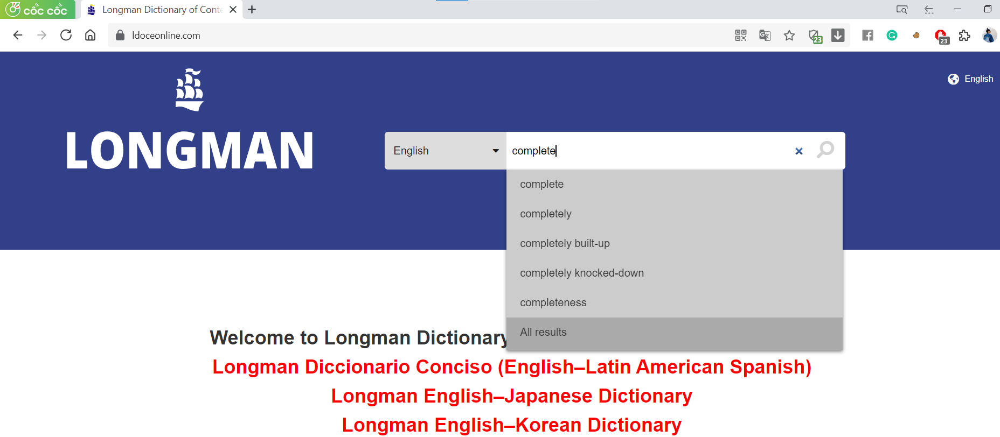 cốc cốc
Longman Dictionary of Conte
ldoceonline.com
23
23
English
LONGMAN
English
complete
complete
completely
completely built-up
completely knocked-down
completeness
All results
Welcome to Longman Dictionary
Longman Diccionario Conciso (English–Latin American Spanish)
Longman English–Japanese Dictionary
Longman English–Korean Dictionary